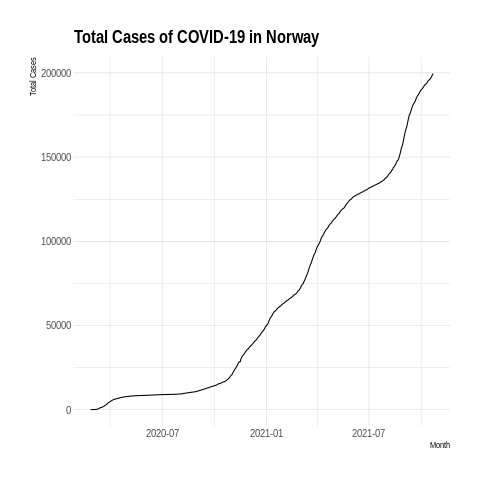 Total Cases of COVID-19 in Norway
Total Cases
200000
150000
100000
50000
0
2020-07 2021-01 2021-07
Month